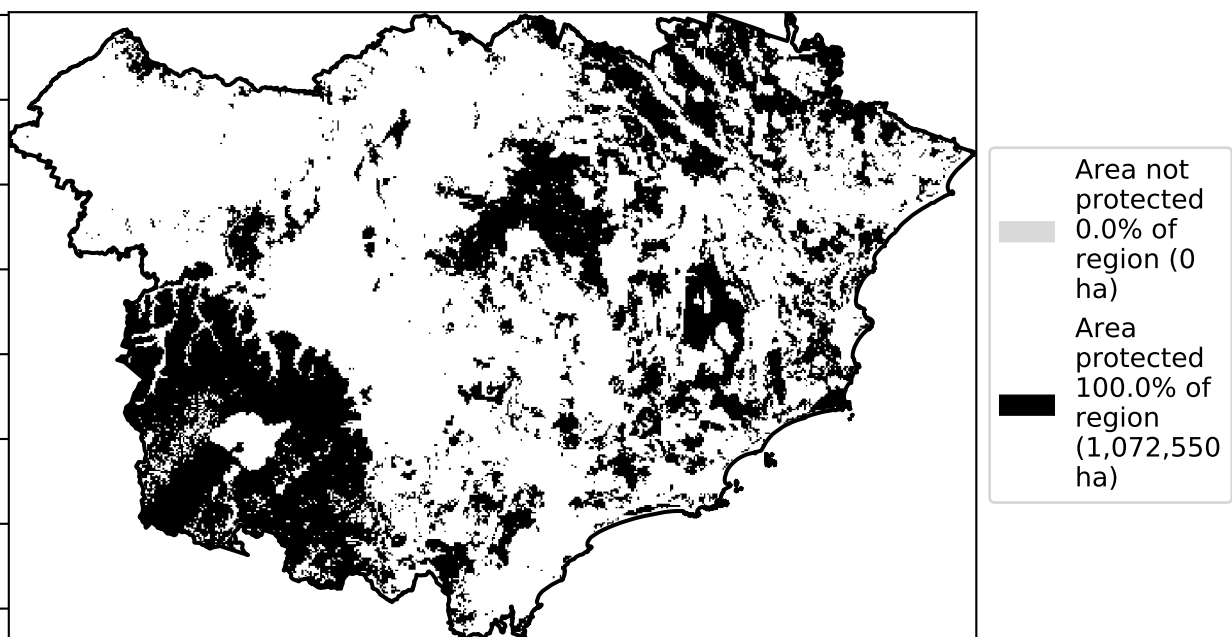 Area not
protected
0.0% of
region (0
ha)
Area
protected
100.0% of
region
(1,072,550
ha)